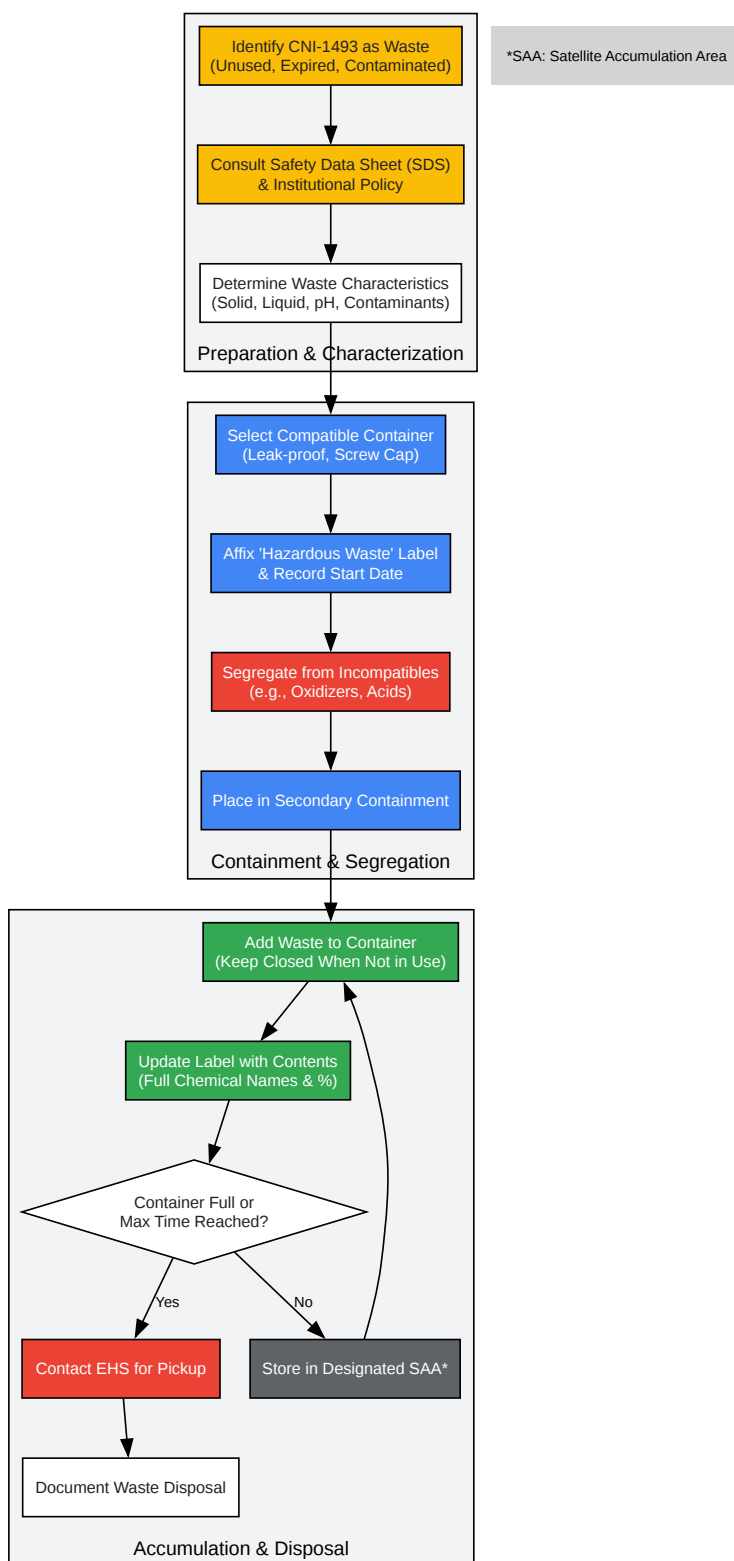 Identify CNI-1493 as Waste
(Unused, Expired, Contaminated)
*SAA: Satellite Accumulation Area
Consult Safety Data Sheet (SDS)
& Institutional Policy
Determine Waste Characteristics
(Solid, Liquid, pH, Contaminants)
Preparation & Characterization
Select Compatible Container
(Leak-proof, Screw Cap)
Affix 'Hazardous Waste' Label
& Record Start Date
Segregate from Incompatibles
(e.g., Oxidizers, Acids)
Place in Secondary Containment
Containment & Segregation
Add Waste to Container
(Keep Closed When Not in Use)
Update Label with Contents
(Full Chemical Names & %)
Container Full or
Max Time Reached?
Yes
No
Contact EHS for Pickup
Store in Designated SAA*
Document Waste Disposal
Accumulation & Disposal